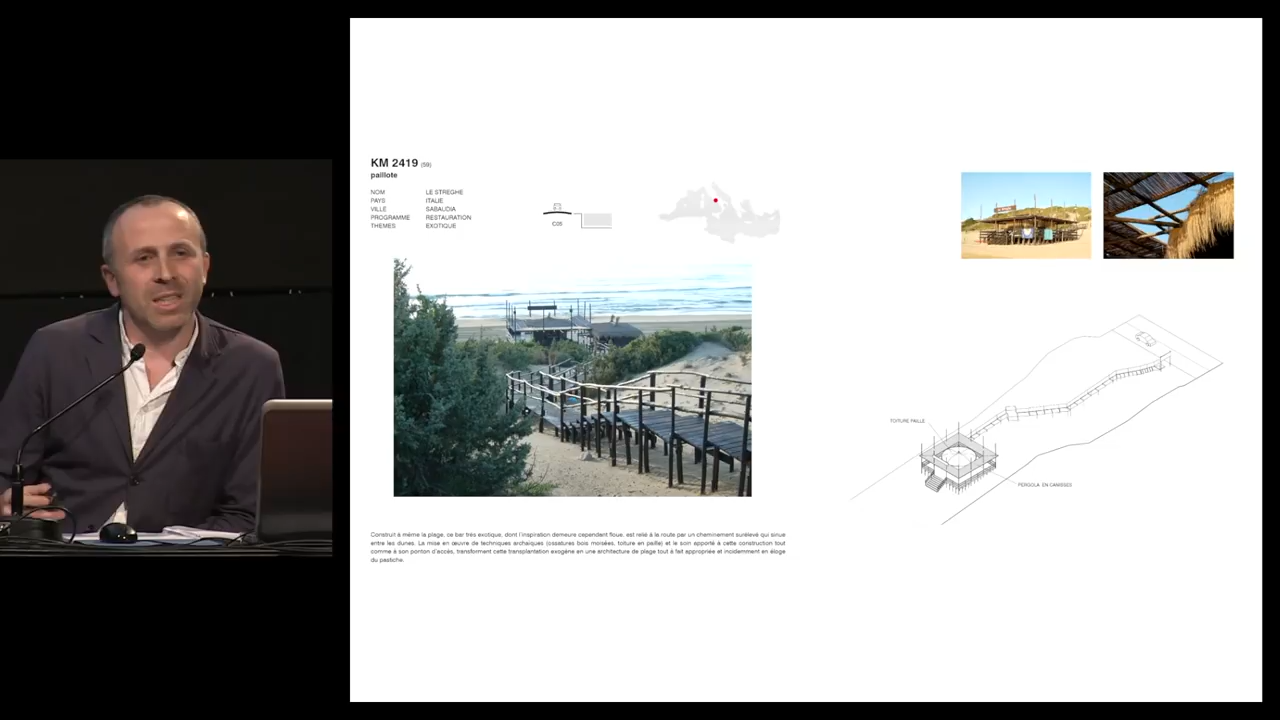 KM 2419 (59)
paillote
NOM LE STREGHE
PAYS ITALIE
VILLE SABAUDIA
PROGRAMME RESTAURATION
THEMES EXOTIQUE
C05
TOITURE PAILLE
PERGOLA EN CANISSES
Construit à même la plage, ce bar très exotique, dont l'inspiration demeure cependant floue, est relié à la route par un cheminement surélevé qui sinue
entre les dunes. La mise en œuvre de techniques archaïques (ossatures bois moisées, toiture en paille) et le soin apporté à cette construction tout
comme à son ponton d'accès, transforment cette transplantation exogène en une architecture de plage tout à fait appropriée et incidemment en éloge
du pastiche.